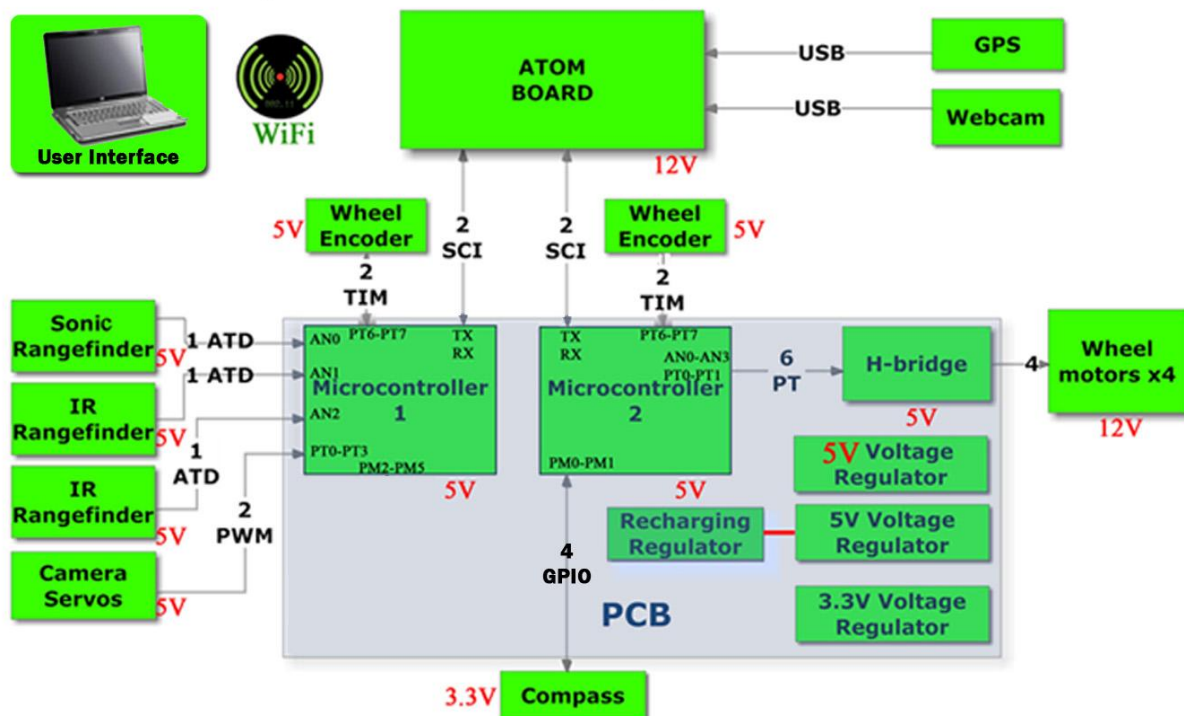 User Interface
WiFi
ATOM
BOARD
12V
USB
GPS
USB
Webcam
5V
Wheel
Encoder
2
SCI
2
SCI
Wheel
Encoder
5V
2
TIM
2
TIM
Sonic
Rangefinder
5V
1 ATD
IR
Rangefinder
5V
1 ATD
IR
Rangefinder
5V
1
ATD
Camera
Servos
5V
2
PWM
AN0
PT6-PT7
TX
RX
AN1
Microcontroller
1
AN2
PT0-PT3
PM2-PM5
5V
TX
RX
PT6-PT7
AN0-AN3
PT0-PT1
Microcontroller
2
PM0-PM1
5V
6
PT
H-bridge
5V
4
Wheel
motors x4
12V
5V Voltage
Regulator
Recharging
Regulator
5V Voltage
Regulator
3.3V Voltage
Regulator
4
GPIO
PCB
3.3V
Compass